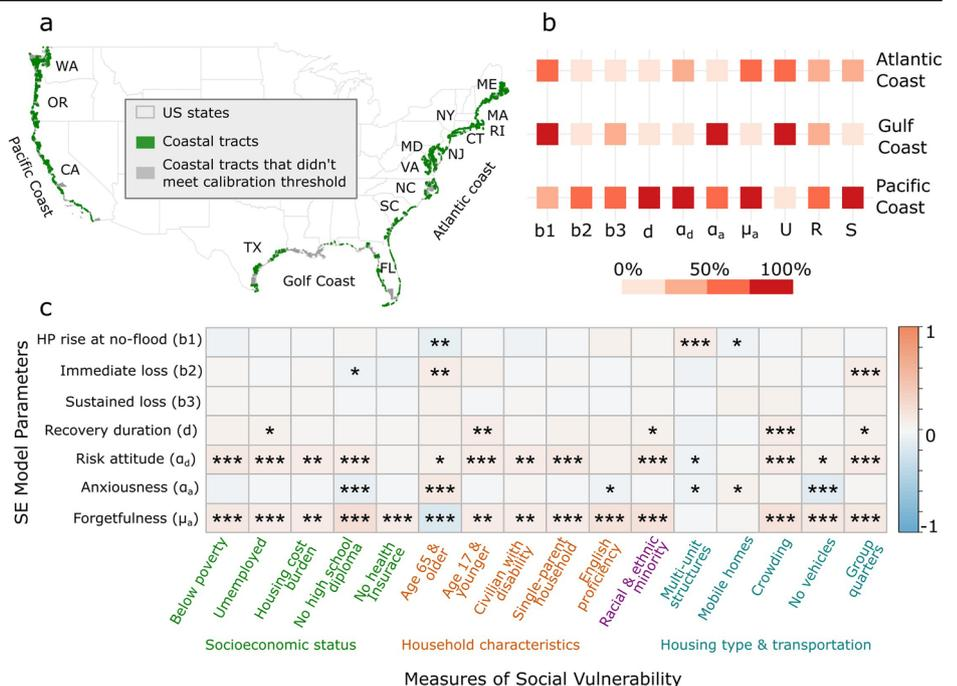 a
WA
OR
CA
Pacific Coast
US states
Coastal tracts
Coastal tracts that didn't
meet calibration threshold
ME
NY
MA
RI
CT
NJ
MD
VA
NC
SC
Atlantic coast
TX
FL
Golf Coast
b
Atlantic
Coast
Gulf
Coast
Pacific
Coast
b1 b2 b3 d αd αa μa U R S
0% 50% 100%
c
SE Model Parameters
HP rise at no-flood (b1) ** *** *
Immediate loss (b2) * ** ***
Sustained loss (b3)
Recovery duration (d) * ** * *** *
Risk attitude (αd) *** *** ** *** * *** ** *** *** * *** * ***
Anxiousness (αa) *** *** * * * ***
Forgetfulness (μa) *** *** ** *** *** *** ** ** *** *** *** *** *** ***
1
0
-1
Below poverty
Unemployed
Housing cost
burden
No high school
diploma
No health
Insurace
Age 65 &
older
Age 17 &
younger
Civilian with
disability
Single-parent
household
English
proficiency
Racial & ethnic
minority
Multi-unit
structures
Mobile homes
Crowding
No vehicles
Group
quarters
Socioeconomic status
Household characteristics
Housing type & transportation
Measures of Social Vulnerability